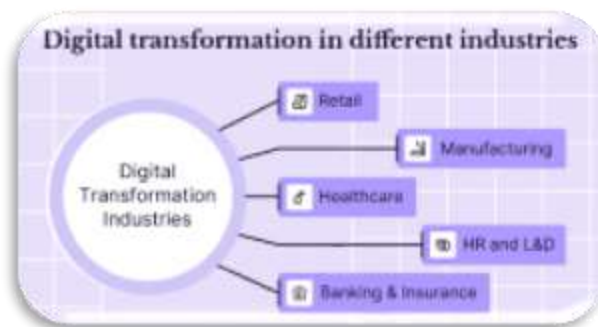 Digital transformation in different industries
Retail
Manufacturing
Digital
Transformation
Industries
Healthcare
HR and L&D
Banking & Insurance